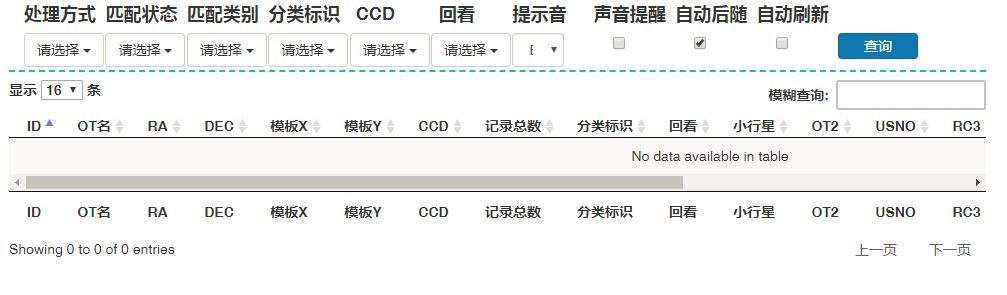 处理方式 匹配状态 匹配类别 分类标识 CCD 回看 提示音 声音提醒 自动后随 自动刷新
请选择 请选择 请选择 请选择 请选择 请选择 查询
显示 16 条 模糊查询:
ID OT名 RA DEC 模板X 模板Y CCD 记录总数 分类标识 回看 小行星 OT2 USNO RC3
No data available in table
ID OT名 RA DEC 模板X 模板Y CCD 记录总数 分类标识 回看 小行星 OT2 USNO RC3
Showing 0 to 0 of 0 entries 上一页 下一页